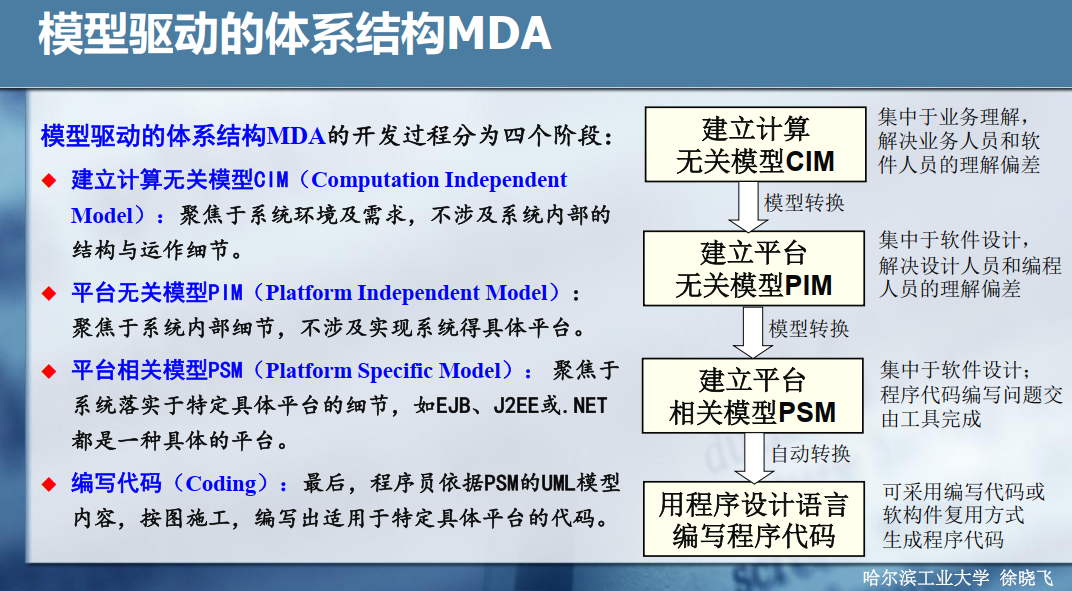 模型驱动的体系结构MDA
模型驱动的体系结构MDA的开发过程分为四个阶段：
建立计算无关模型CIM（Computation Independent
Model）：聚焦于系统环境及需求，不涉及系统内部的
结构与运作细节。
平台无关模型PIM（Platform Independent Model）：
聚焦于系统内部细节，不涉及实现系统得具体平台。
平台相关模型PSM（Platform Specific Model）： 聚焦于
系统落实于特定具体平台的细节，如EJB、J2EE或.NET
都是一种具体的平台。
编写代码（Coding）：最后，程序员依据PSM的UML模型
内容，按图施工，编写出适用于特定具体平台的代码。
建立计算
无关模型CIM
集中于业务理解，
解决业务人员和软
件人员的理解偏差
模型转换
建立平台
无关模型PIM
集中于软件设计，
解决设计人员和编程
人员的理解偏差
模型转换
建立平台
相关模型PSM
集中于软件设计；
程序代码编写问题交
由工具完成
自动转换
用程序设计语言
编写程序代码
可采用编写代码或
软构件复用方式
生成程序代码
哈尔滨工业大学 徐晓飞